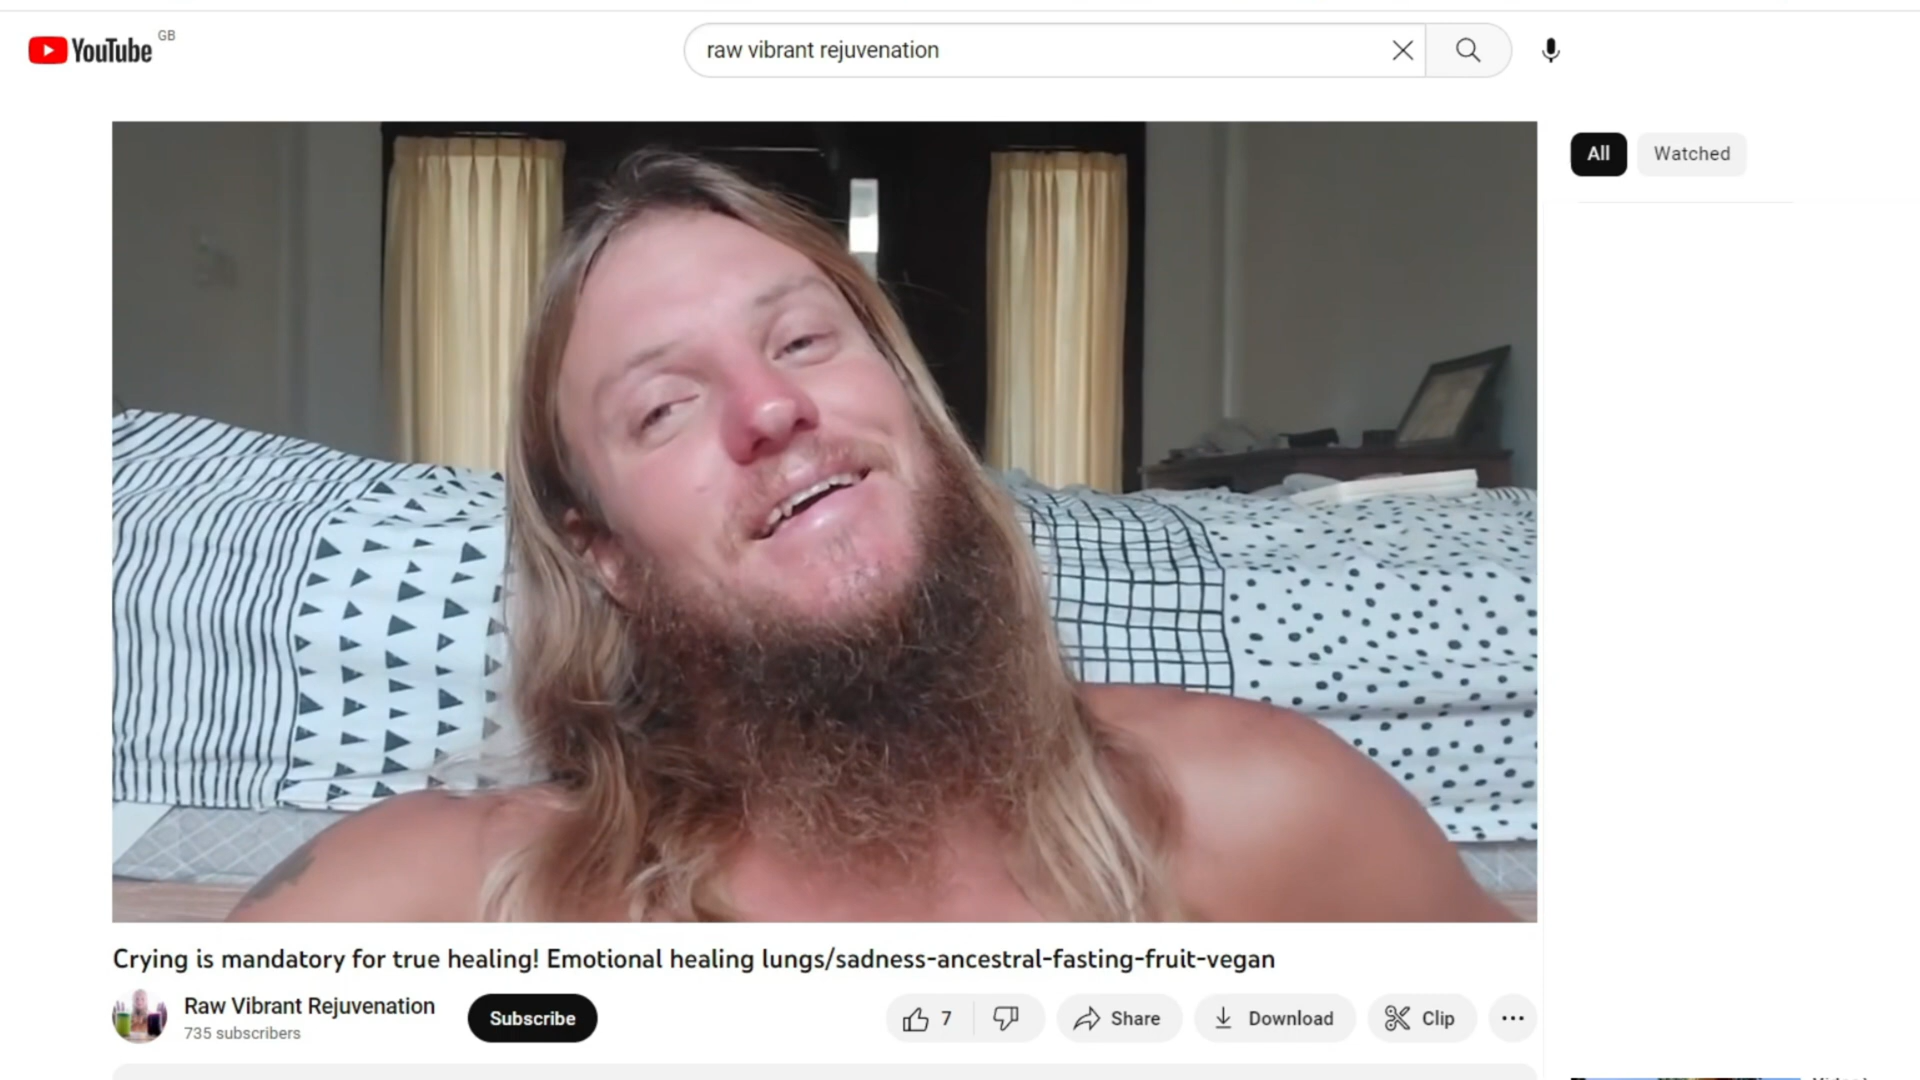 YouTube GB
raw vibrant rejuvenation
All
Watched
Crying is mandatory for true healing! Emotional healing lungs/sadness-ancestral-fasting-fruit-vegan
Raw Vibrant Rejuvenation
735 subscribers
Subscribe
7
Share
Download
Clip